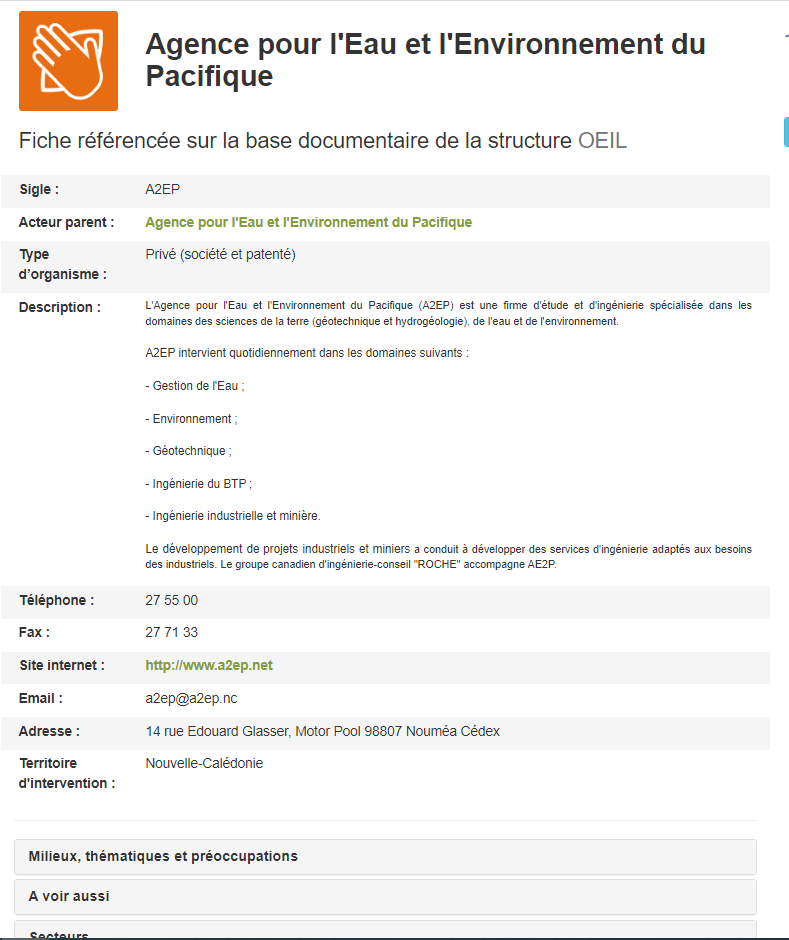 Agence pour l'Eau et l'Environnement du
Pacifique
Fiche référencée sur la base documentaire de la structure OEIL
Sigle : A2EP
Acteur parent : Agence pour l'Eau et l'Environnement du Pacifique
Type
d'organisme : Privé (société et patenté)
Description : L'Agence pour l'Eau et l'Environnement du Pacifique (A2EP) est une firme d'étude et d'ingénierie spécialisée dans les
domaines des sciences de la terre (géotechnique et hydrogéologie), de l'eau et de l'environnement.
A2EP intervient quotidiennement dans les domaines suivants :
- Gestion de l'Eau ;
- Environnement ;
- Géotechnique ;
- Ingénierie du BTP ;
- Ingénierie industrielle et minière.
Le développement de projets industriels et miniers a conduit à développer des services d'ingénierie adaptés aux besoins
des industriels. Le groupe canadien d'ingénierie-conseil "ROCHE" accompagne AE2P.
Téléphone : 27 55 00
Fax : 27 71 33
Site internet : http://www.a2ep.net
Email : a2ep@a2ep.nc
Adresse : 14 rue Edouard Glasser, Motor Pool 98807 Nouméa Cédex
Territoire
d'intervention : Nouvelle-Calédonie
Milieux, thématiques et préoccupations
A voir aussi
Secteurs